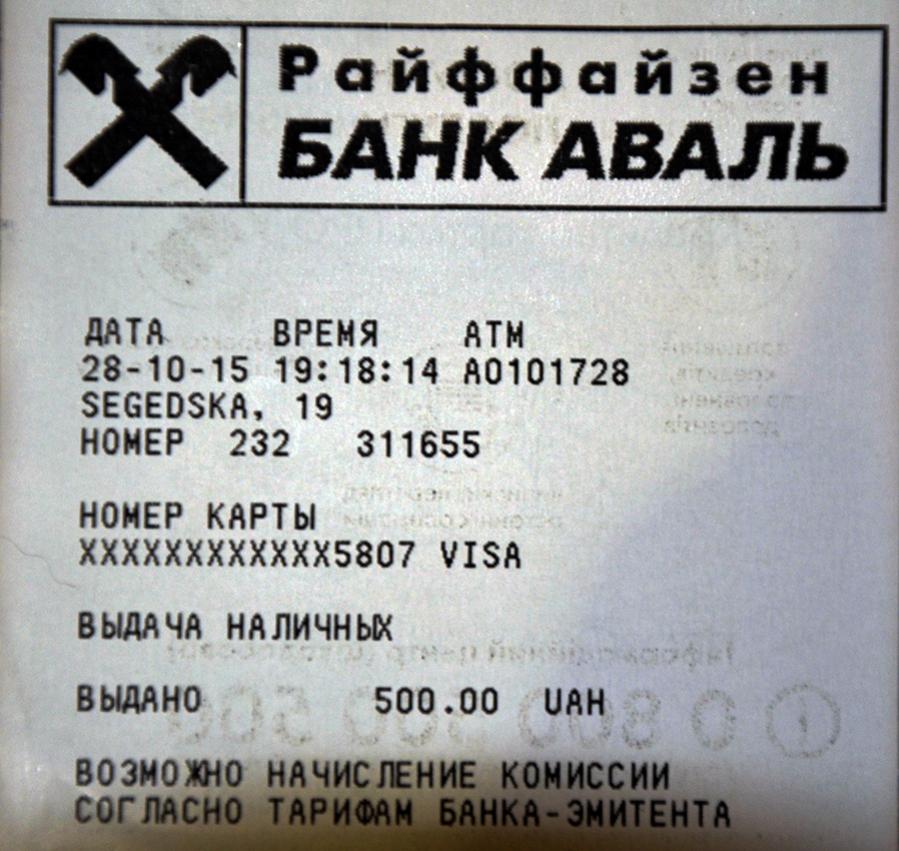 Райффайзен
БАНК АВАЛЬ
ДАТА ВРЕМЯ АТМ
28-10-15 19:18:14 A0101728
SEGEDSKA, 19
НОМЕР 232 311655
НОМЕР КАРТЫ
XXXXXXXXXXXX5807 VISA
ВЫДАЧА НАЛИЧНЫХ
ВЫДАНО 500.00 UAH
ВОЗМОЖНО НАЧИСЛЕНИЕ КОМИССИИ
СОГЛАСНО ТАРИФАМ БАНКА-ЭМИТЕНТА